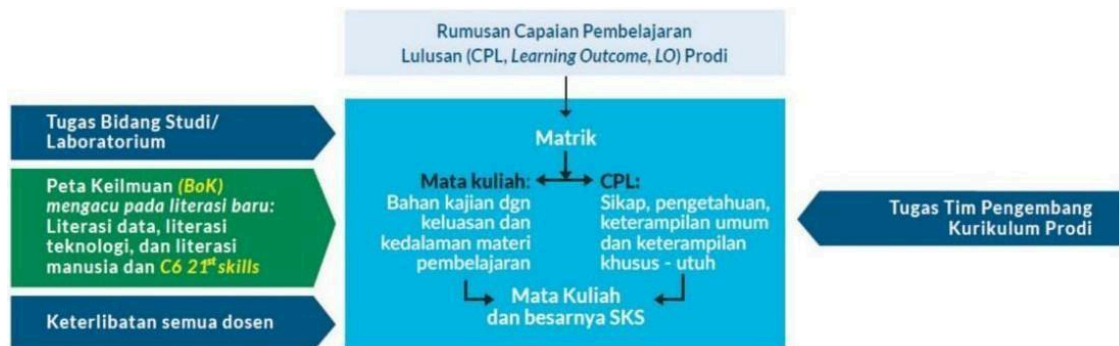 Rumusan Capaian Pembelajaran
Lulusan (CPL, Learning Outcome, LO) Prodi
Tugas Bidang Studi/
Laboratorium
Peta Keilmuan (BoK)
mengacu pada literasi baru:
Literasi data, literasi
teknologi, dan literasi
manusia dan C6 21st skills
Keterlibatan semua dosen
Matrik
Mata kuliah:
Bahan kajian dgn
keluasan dan
kedalaman materi
pembelajaran
CPL:
Sikap, pengetahuan,
keterampilan umum
dan keterampilan
khusus - utuh
Mata Kuliah
dan besarnya SKS
Tugas Tim Pengembang
Kurikulum Prodi